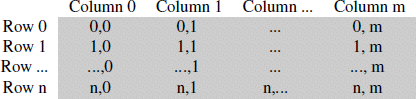 Column 0 Column 1 Column ... Column m
Row 0 0,0 0,1 ... 0, m
Row 1 1,0 1,1 ... 1, m
Row ... ...,0 ...,1 ... ..., m
Row n n,0 n,1 n,... n,m